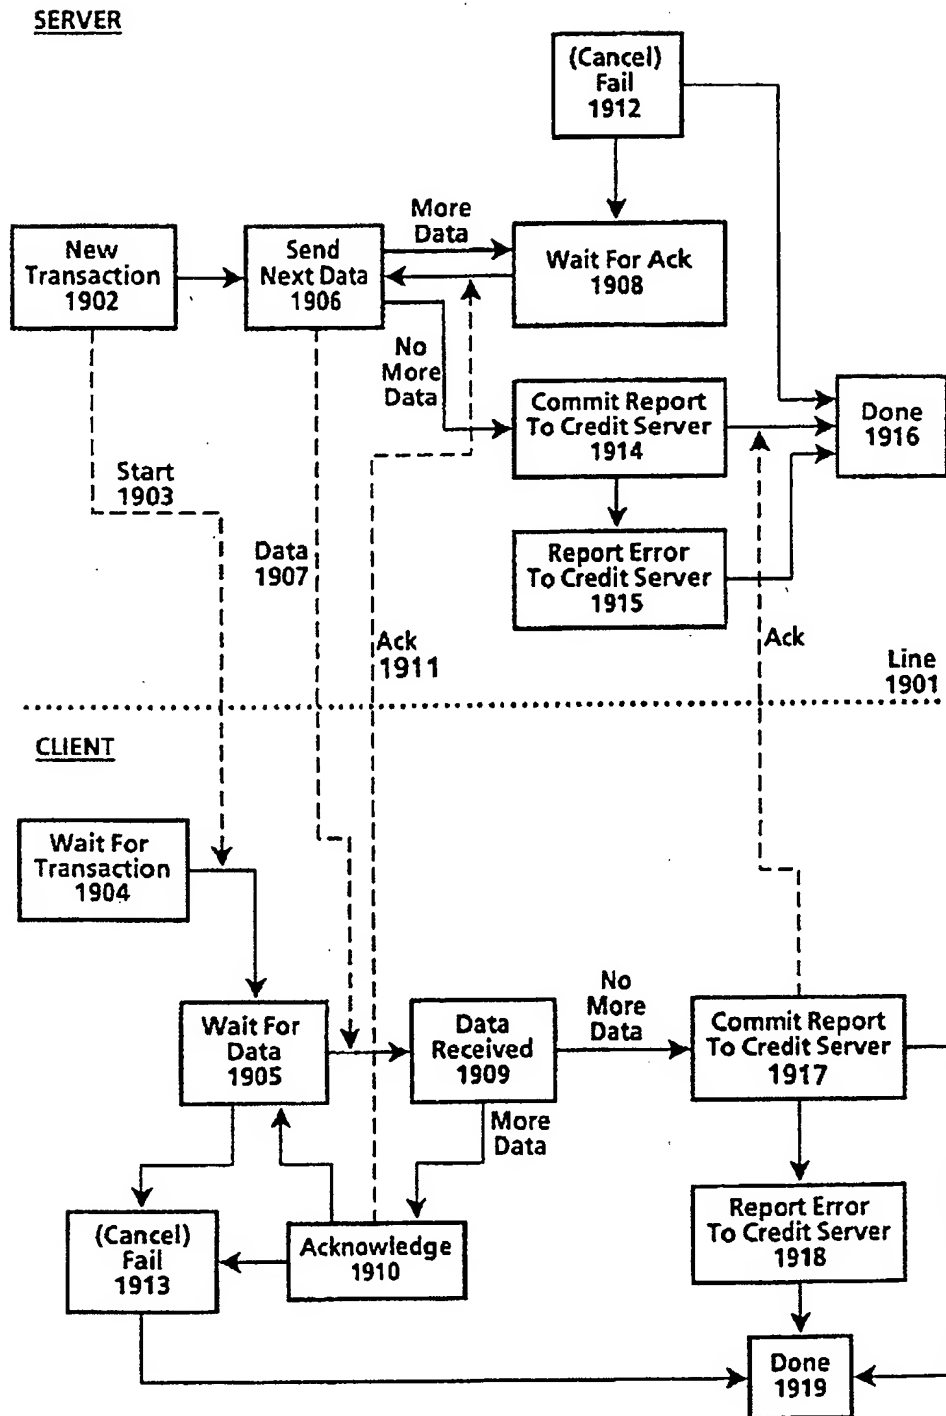 SERVER
(Cancel)
Fail
1912
More
Data
New
Transaction
1902
Send
Next Data
1906
Wait For Ack
1908
No
More
Data
Commit Report
To Credit Server
1914
Done
1916
Start
1903
Data
1907
Report Error
To Credit Server
1915
Ack
1911
Ack
Line
1901
CLIENT
Wait For
Transaction
1904
Wait For
Data
1905
Data
Received
1909
No
More
Data
Commit Report
To Credit Server
1917
More
Data
(Cancel)
Fail
1913
Acknowledge
1910
Report Error
To Credit Server
1918
Done
1919